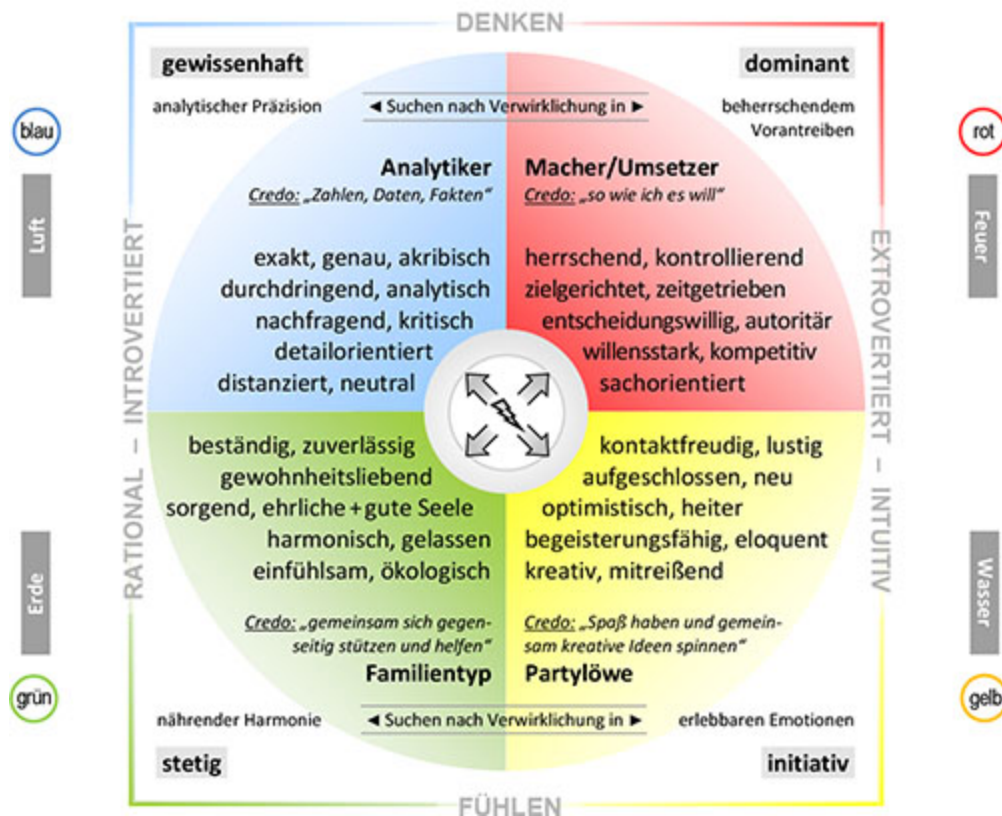 DENKEN
gewissenhaft
dominant
analytischer Präzision
◄ Suchen nach Verwirklichung in ►
beherrschendem
Vorantreiben
blau
rot
Luft
Feuer
Analytiker
Credo: „Zahlen, Daten, Fakten“
exakt, genau, akribisch
durchdringend, analytisch
nachfragend, kritisch
detailorientiert
distanziert, neutral
Macher/Umsetzer
Credo: „so wie ich es will“
herrschend, kontrollierend
zielgerichtet, zeitgetrieben
entscheidungswillig, autoritär
willensstark, kompetitiv
sachorientiert
RATIONAL – INTROVERTIERT
EXTROVERTIERT – INTUITIV
beständig, zuverlässig
gewohnheitsliebend
sorgend, ehrliche + gute Seele
harmonisch, gelassen
einfühlsam, ökologisch
Credo: „gemeinsam sich gegen-
seitig stützen und helfen“
Familientyp
kontaktfreudig, lustig
aufgeschlossen, neu
optimistisch, heiter
begeisterungsfähig, eloquent
kreativ, mitreißend
Credo: „Spaß haben und gemein-
sam kreative Ideen spinnen“
Partylöwe
Erde
Wasser
grün
gelb
nährender Harmonie
◄ Suchen nach Verwirklichung in ►
erlebbaren Emotionen
stetig
initiativ
FÜHLEN